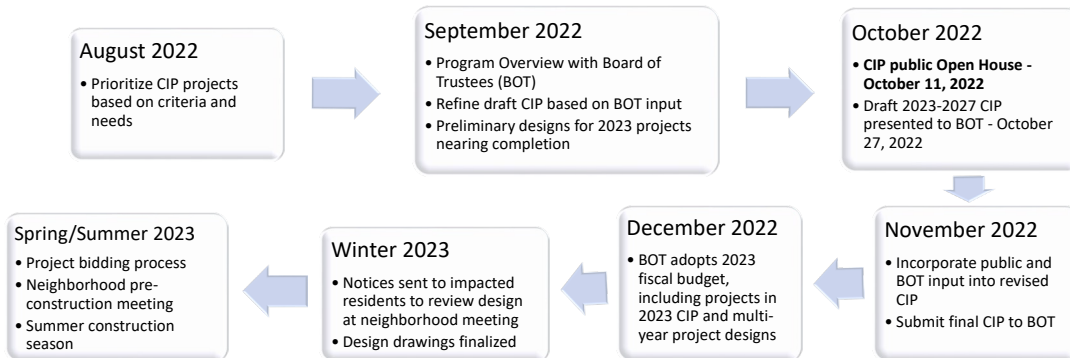 August 2022
• Prioritize CIP projects
based on criteria and
needs
September 2022
• Program Overview with Board of
Trustees (BOT)
• Refine draft CIP based on BOT input
• Preliminary designs for 2023 projects
nearing completion
October 2022
• CIP public Open House -
October 11, 2022
• Draft 2023-2027 CIP
presented to BOT - October
27, 2022
November 2022
• Incorporate public and
BOT input into revised
CIP
• Submit final CIP to BOT
December 2022
• BOT adopts 2023
fiscal budget,
including projects in
2023 CIP and multi-
year project designs
Winter 2023
• Notices sent to impacted
residents to review design
at neighborhood meeting
• Design drawings finalized
Spring/Summer 2023
• Project bidding process
• Neighborhood pre-
construction meeting
• Summer construction
season